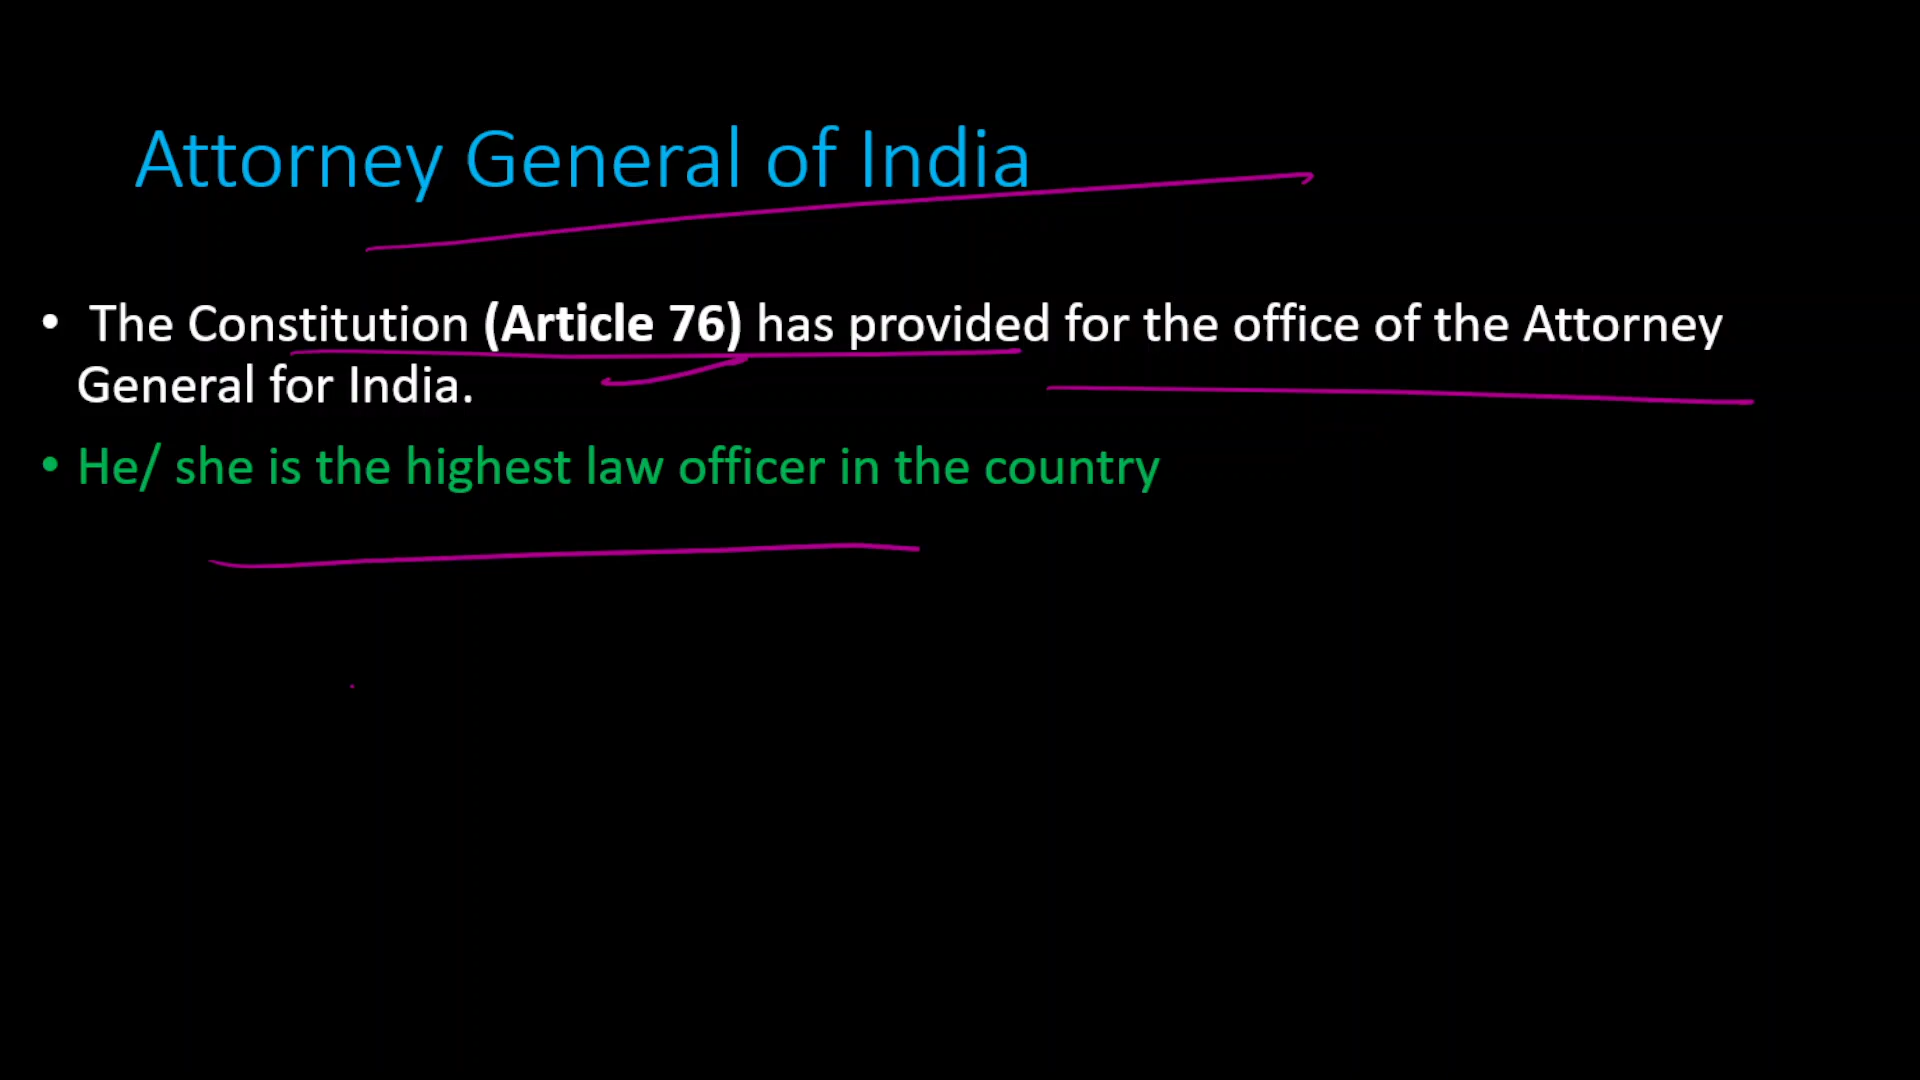 Attorney General of India
• The Constitution (Article 76) has provided for the office of the Attorney
General for India.
• He/ she is the highest law officer in the country